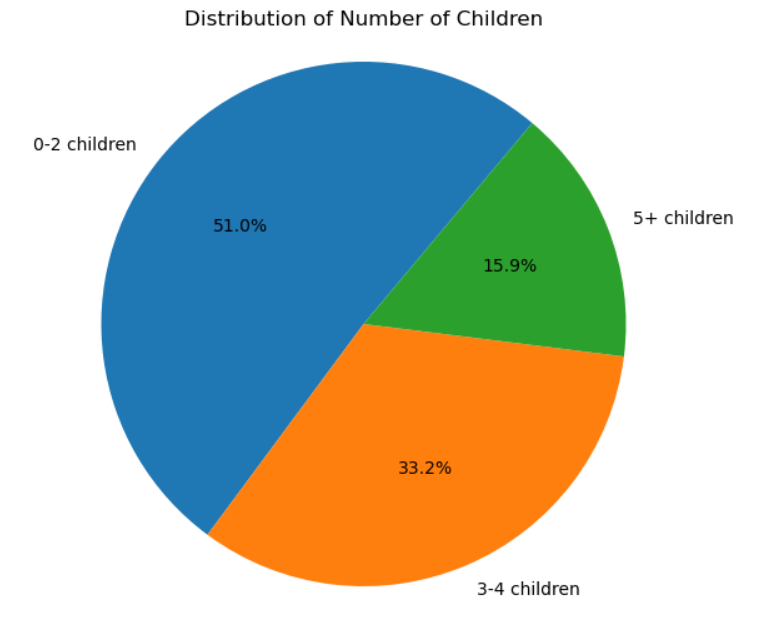 Distribution of Number of Children
0-2 children
51.0%
5+ children
15.9%
33.2%
3-4 children